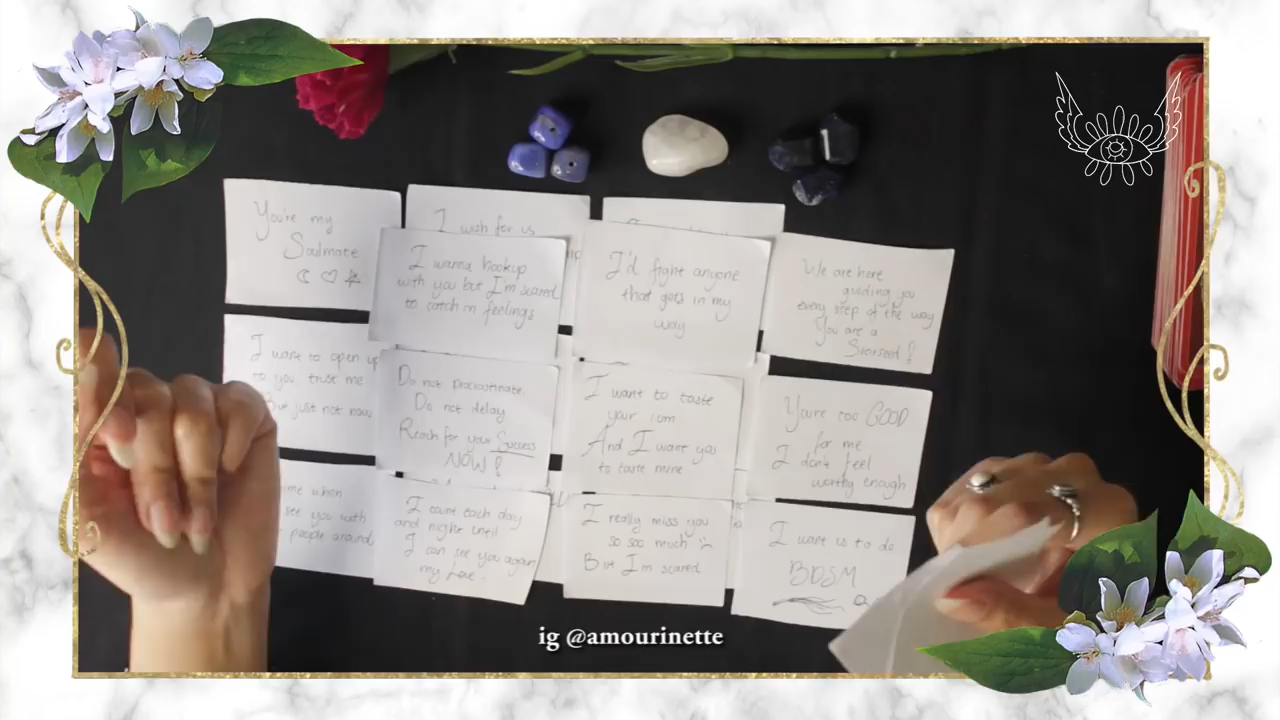 You're my
Soulmate
I wish for us
I wanna hookup
with you but I'm scared
to catch on feelings
I'd fight anyone
that gets in my
way
We are here
guiding you
every step of the way
You are a
Starseed!
I want to open up
to you, trust me
But just not now
Do not procrastinate.
Do not delay
Reach for your Success
NOW!
I want to taste
your cum
And I want you
to taste mine
You're too GOOD
for me
I don't feel
worthy enough
me when
see you with
people around
I count each day
and night until
I can see you again
my Love.
I really miss you
so soo much :(
But I'm scared
I want us to do
BDSM
ig @amourinette